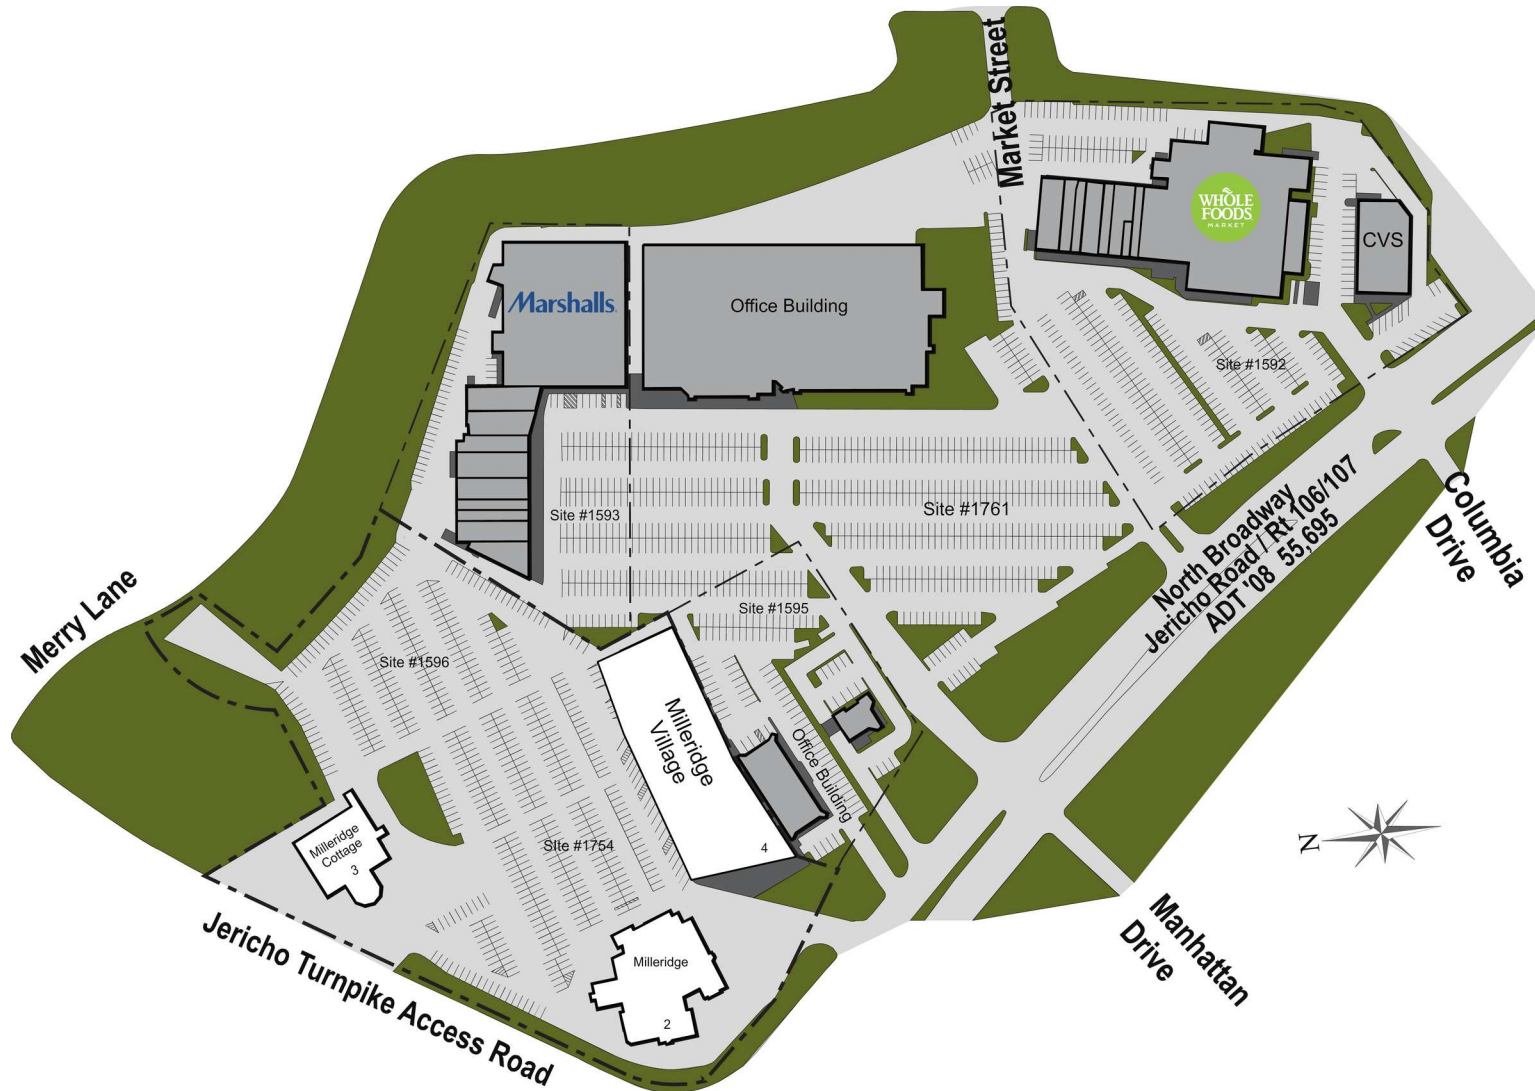 Market Street
WHOLE
FOODS
MARKET
CVS
Marshalls
Office Building
Site #1592
Site #1593
Site #1761
Columbia
Drive
North Broadway
Jericho Road / Rt 106/107
ADT '08 55,695
Site #1595
Merry Lane
Site #1596
Milleridge
Village
4
Office Building
Site #1754
Milleridge
Cottage
3
N
Manhattan
Drive
Milleridge
2
Jericho Turnpike Access Road